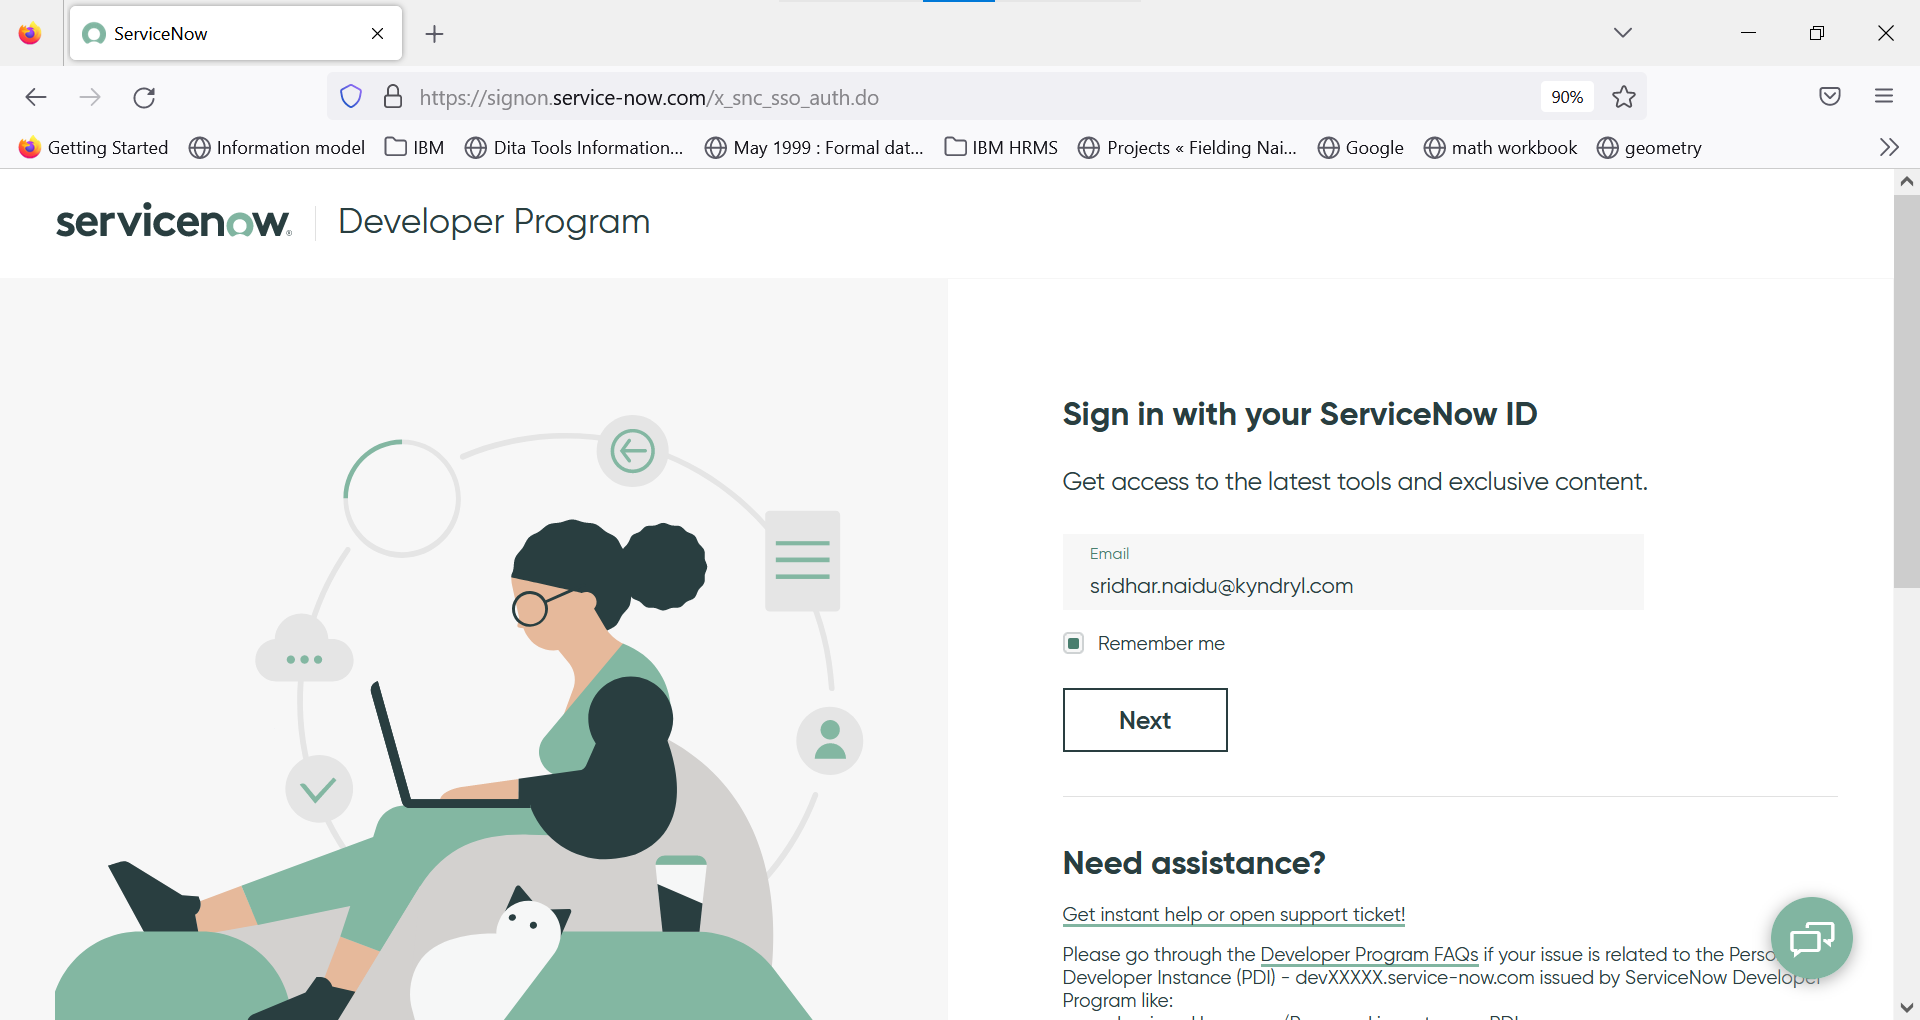 ServiceNow
https://signon.service-now.com/x_snc_sso_auth.do
90%
Getting Started
Information model
IBM
Dita Tools Information...
May 1999 : Formal dat...
IBM HRMS
Projects « Fielding Nai...
Google
math workbook
geometry
servicenow®
Developer Program
Sign in with your ServiceNow ID
Get access to the latest tools and exclusive content.
Email
sridhar.naidu@kyndryl.com
Remember me
Next
Need assistance?
Get instant help or open support ticket!
Please go through the Developer Program FAQs if your issue is related to the Perso
Developer Instance (PDI) - devXXXXX.service-now.com issued by ServiceNow Developer
Program like: